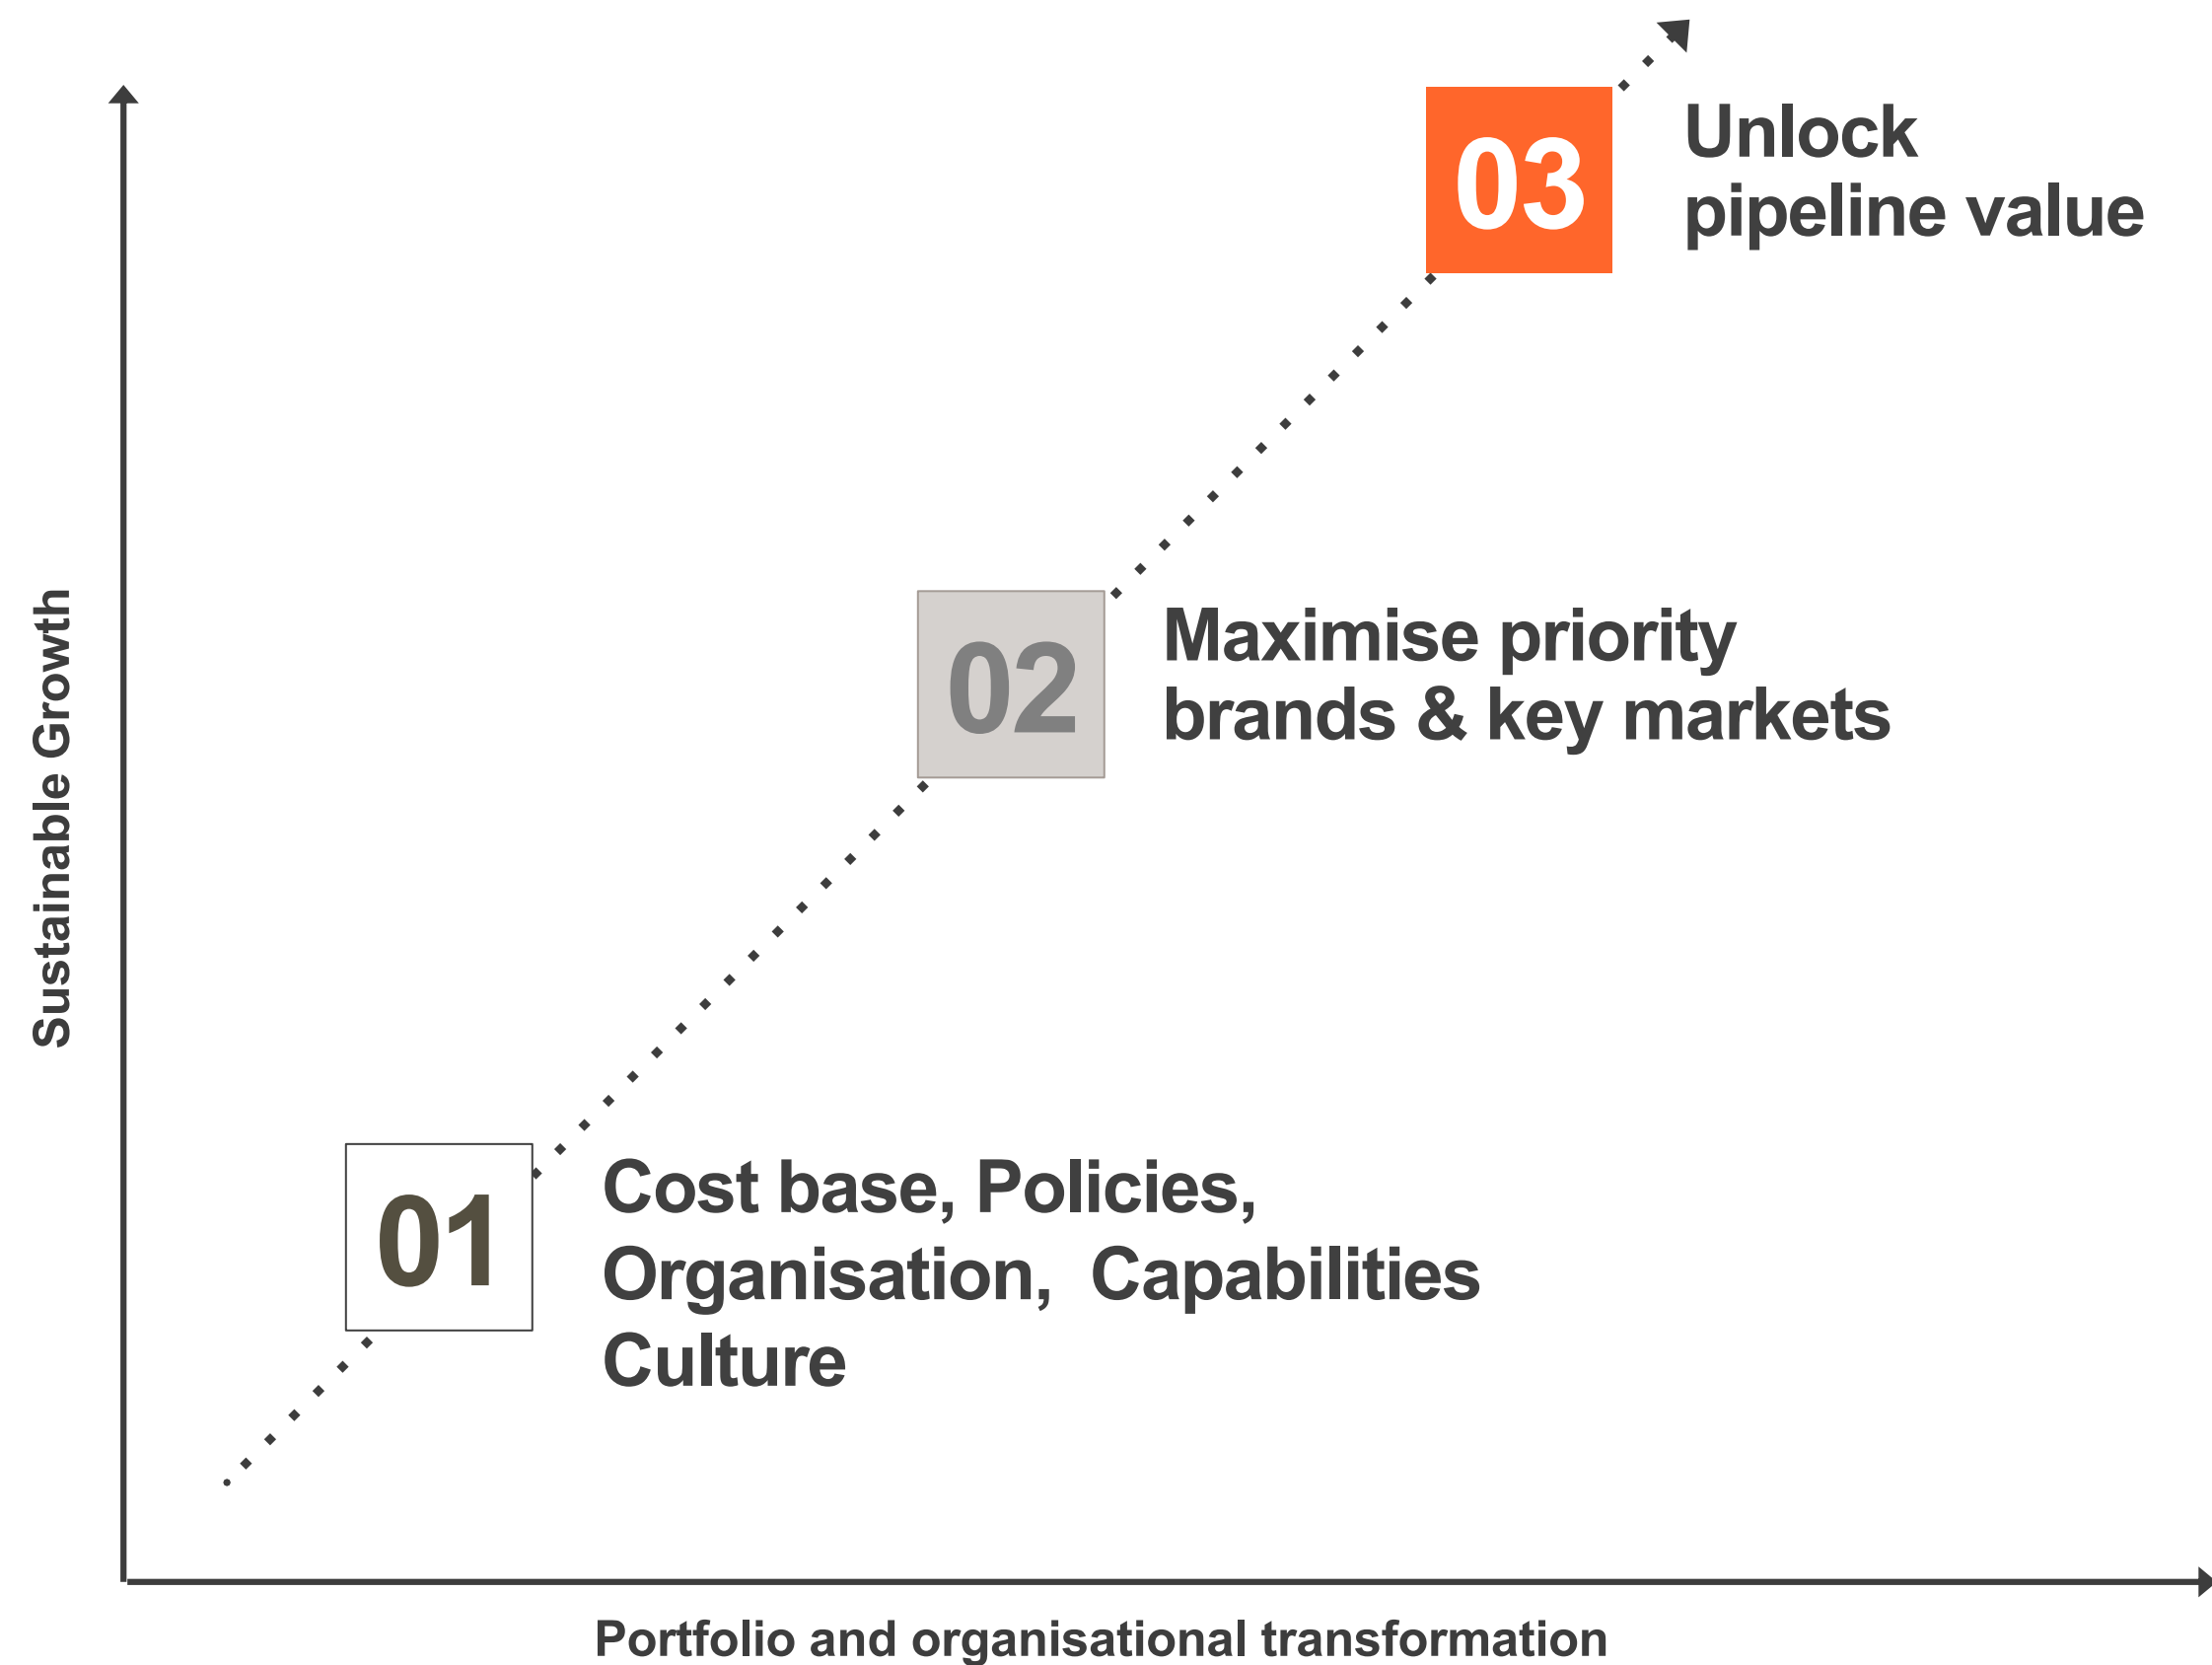 03
Unlock
pipeline value
02
Maximise priority
brands & key markets
Sustainable Growth
01
Cost base, Policies,
Organisation,  Capabilities
Culture
Portfolio and organisational transformation